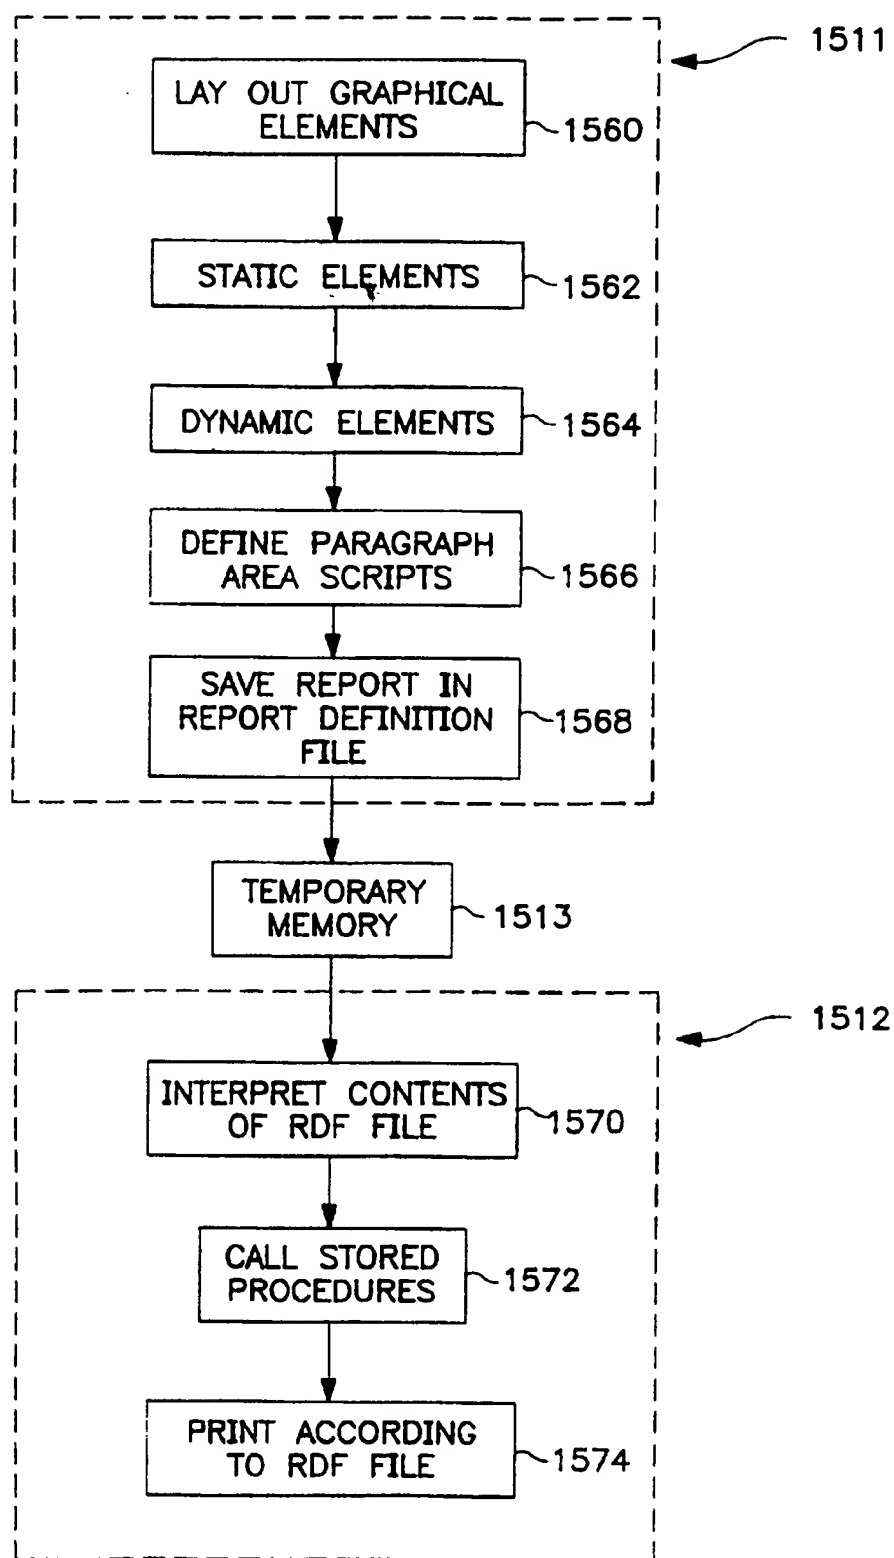 1511
LAY OUT GRAPHICAL
ELEMENTS
1560
STATIC ELEMENTS
1562
DYNAMIC ELEMENTS
1564
DEFINE PARAGRAPH
AREA SCRIPTS
1566
SAVE REPORT IN
REPORT DEFINITION
FILE
1568
TEMPORARY
MEMORY
1513
1512
INTERPRET CONTENTS
OF RDF FILE
1570
CALL STORED
PROCEDURES
1572
PRINT ACCORDING
TO RDF FILE
1574